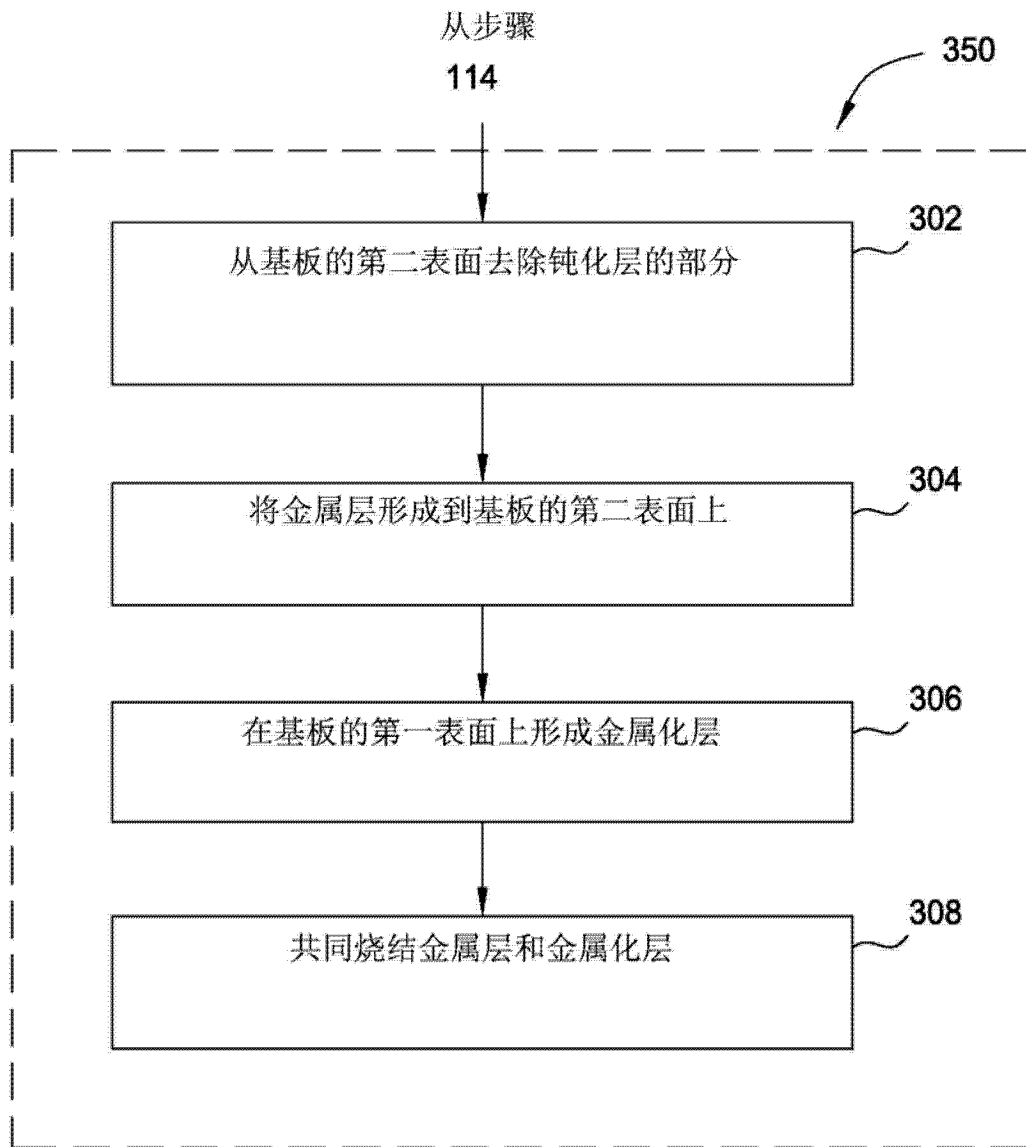 从步骤
114
350
302
从基板的第二表面去除钝化层的部分
304
将金属层形成到基板的第二表面上
306
在基板的第一表面上形成金属化层
308
共同烧结金属层和金属化层